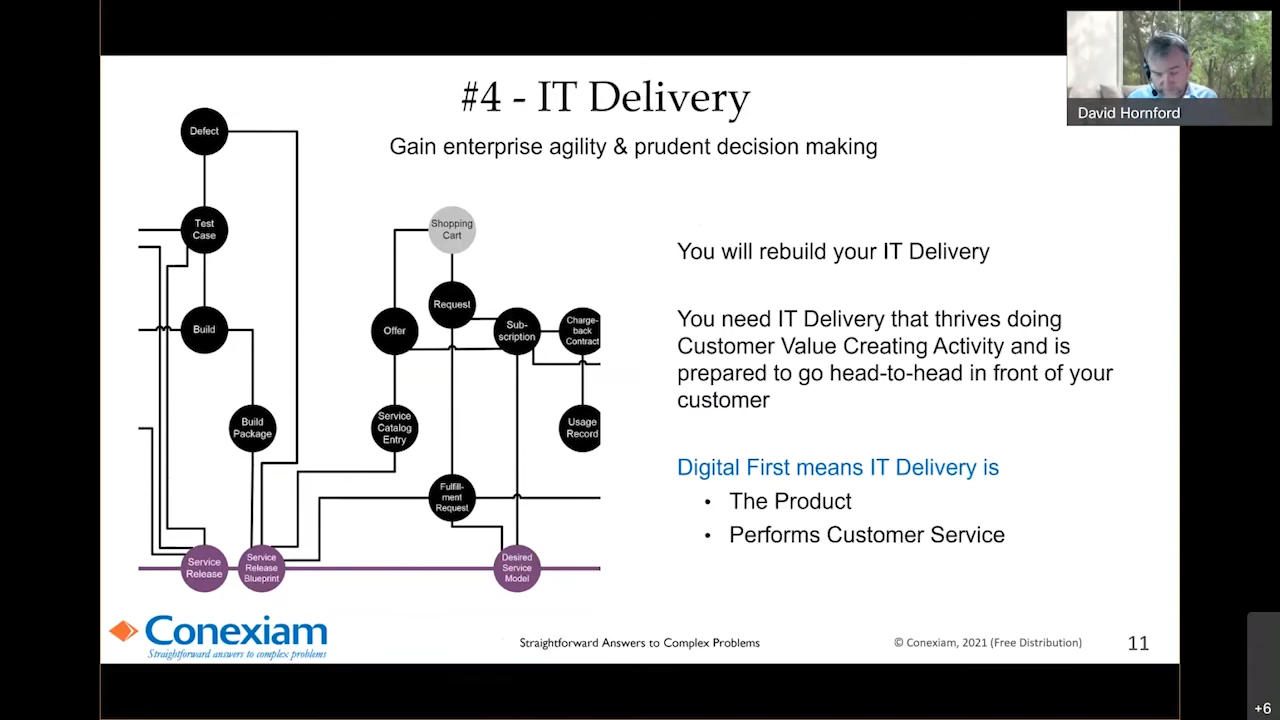 #4 - IT Delivery
Gain enterprise agility & prudent decision making
David Hornford
Defect
Test
Case
Build
Build
Package
Service
Release
Service
Release
Blueprint
Shopping
Cart
Request
Offer
Sub-
scription
Charge-
back
Contract
Service
Catalog
Entry
Usage
Record
Fulfill-
ment
Request
Desired
Service
Model
You will rebuild your IT Delivery
You need IT Delivery that thrives doing
Customer Value Creating Activity and is
prepared to go head-to-head in front of your
customer
Digital First means IT Delivery is
• The Product
• Performs Customer Service
Conexiam
Straightforward answers to complex problems
Straightforward Answers to Complex Problems
© Conexiam, 2021 (Free Distribution)
11
+6